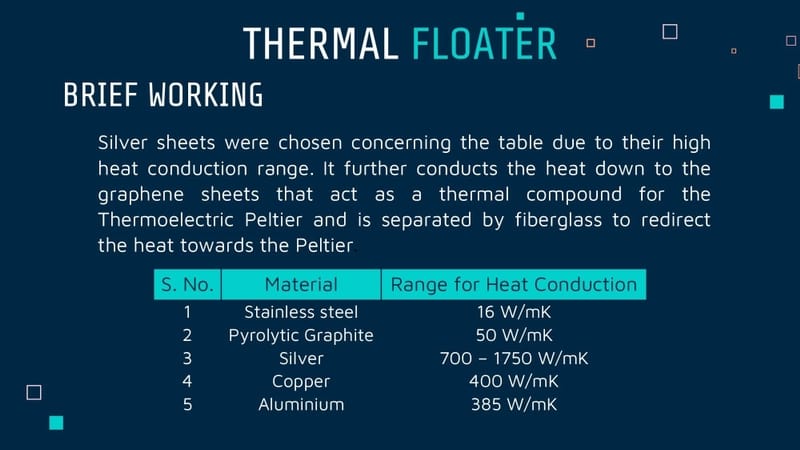 THERMAL FLOATER
BRIEF WORKING
Silver sheets were chosen concerning the table due to their high
heat conduction range. It further conducts the heat down to the
graphene sheets that act as a thermal compound for the
Thermoelectric Peltier and is separated by fiberglass to redirect
the heat towards the Peltier.
S. No. Material Range for Heat Conduction
1 Stainless steel 16 W/mK
2 Pyrolytic Graphite 50 W/mK
3 Silver 700 – 1750 W/mK
4 Copper 400 W/mK
5 Aluminium 385 W/mK